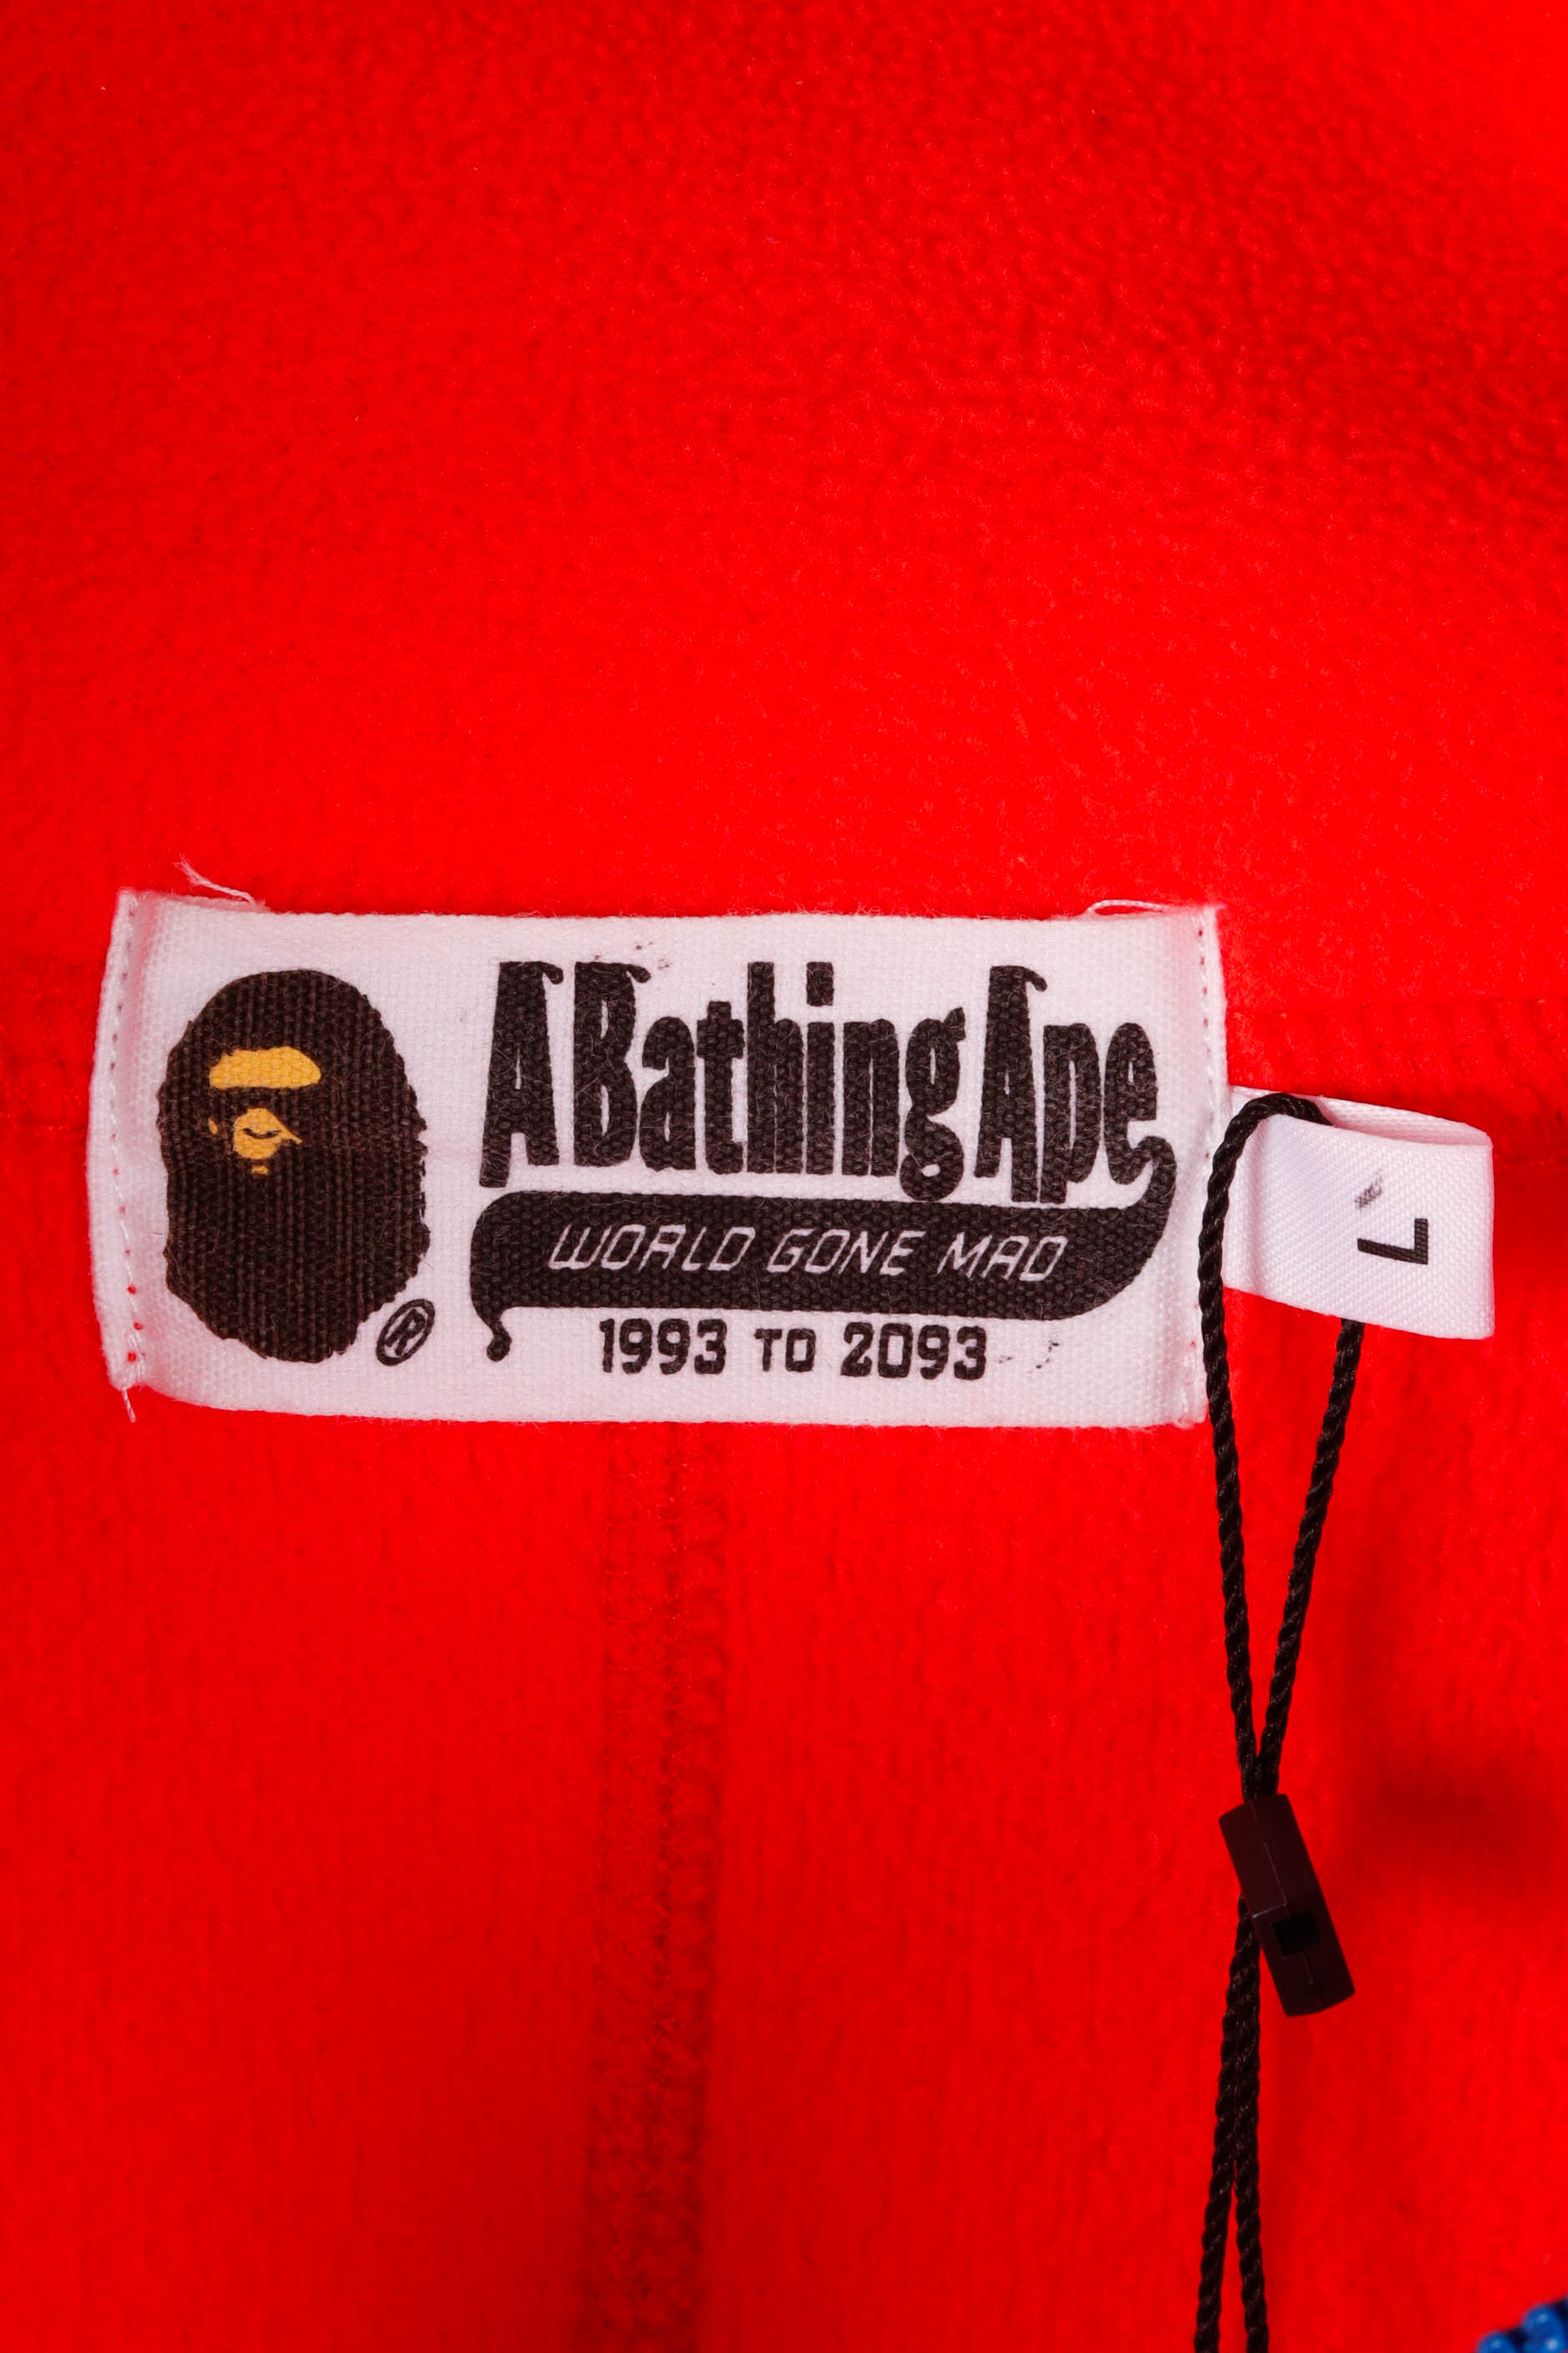 A Bathing Ape
WORLD GONE MAD
®
1993 TO 2093
L